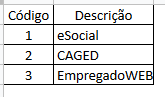 Código Descrição
1 eSocial
2 CAGED
3 EmpregadoWEB